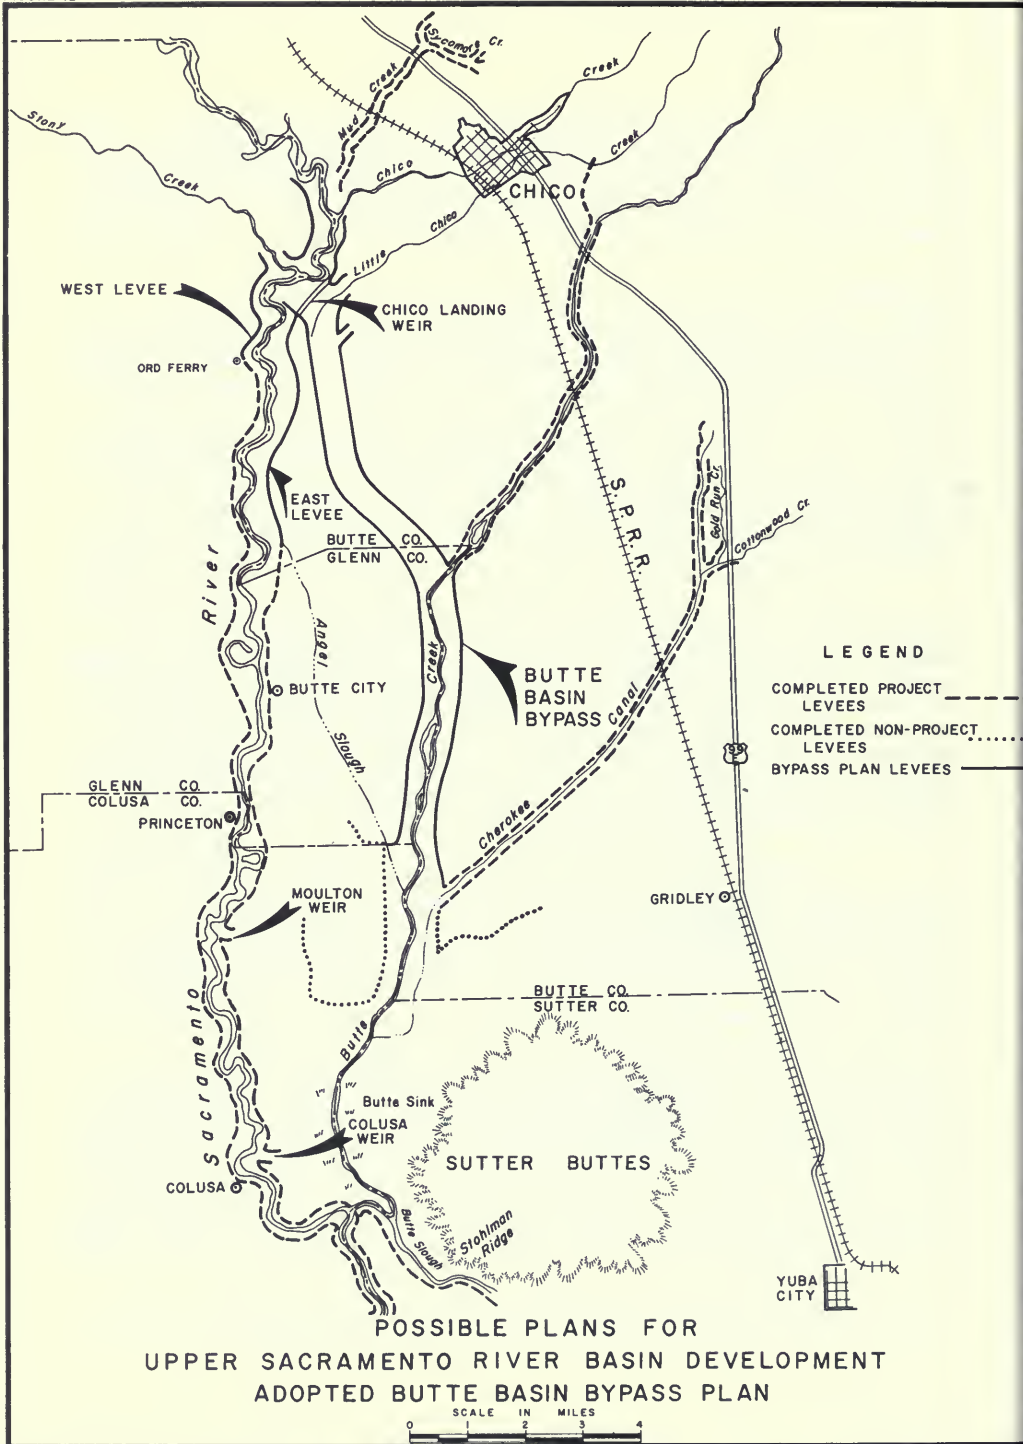 Sycamore Cr.
Mud Creek
Creek
Stony Creek
Chico Creek
CHICO
Little Chico Creek
WEST LEVEE
CHICO LANDING
WEIR
ORD FERRY
EAST
LEVEE
BUTTE CO.
GLENN CO.
S. P. R. R.
Gold Run Cr.
Cottonwood Cr.
River
Angel
Slough
Creek
BUTTE
BASIN
BYPASS
BUTTE CITY
Cherokee Canal
LEGEND
COMPLETED PROJECT
LEVEES
COMPLETED NON-PROJECT
LEVEES
BYPASS PLAN LEVEES
99
E
GLENN CO.
COLUSA CO.
PRINCETON
MOULTON
WEIR
GRIDLEY
BUTTE CO.
SUTTER CO.
Sacramento
Butte
Butte Sink
COLUSA
WEIR
SUTTER BUTTES
COLUSA
Butte Slough
Stohlman
Ridge
YUBA
CITY
POSSIBLE PLANS FOR
UPPER SACRAMENTO RIVER BASIN DEVELOPMENT
ADOPTED BUTTE BASIN BYPASS PLAN
SCALE IN MILES
0 1 2 3 4